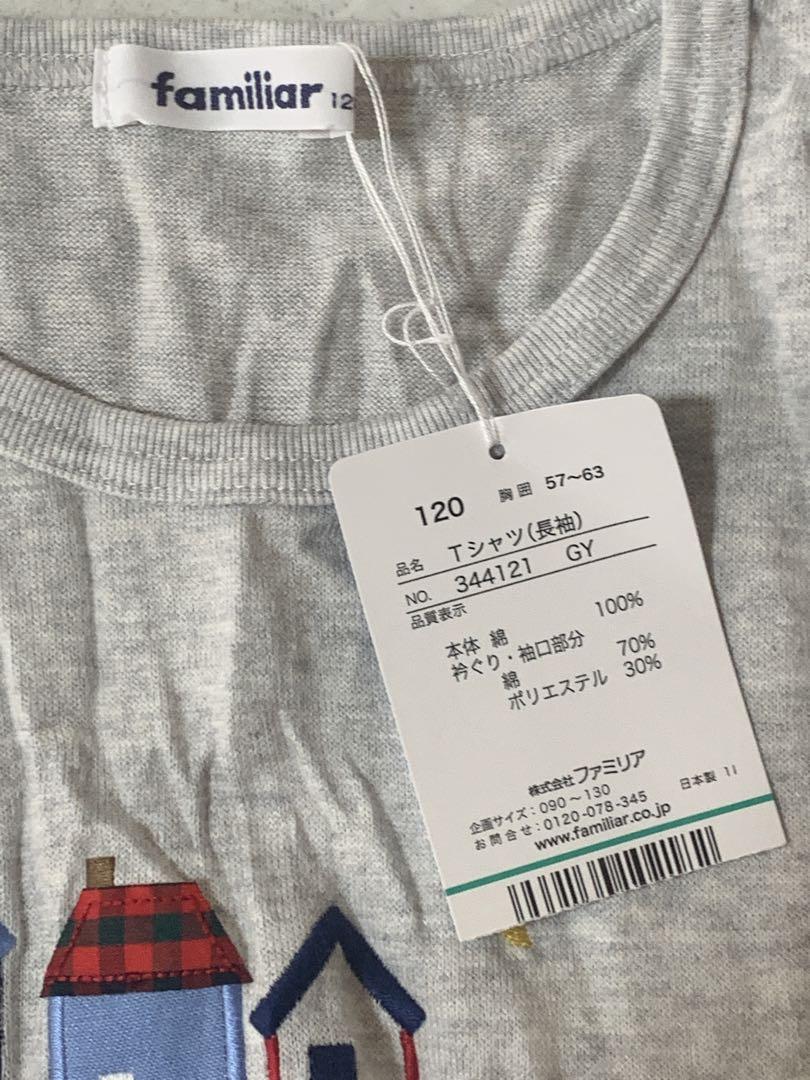 familiar 12
120 胸囲 57～63
品名 Tシャツ(長袖)
NO. 344121 GY
品質表示
本体 綿 100%
衿ぐり・袖口部分
綿 70%
ポリエステル 30%
株式会社ファミリア
企画サイズ：090～130 日本製 11
お問合せ：0120-078-345
www.familiar.co.jp